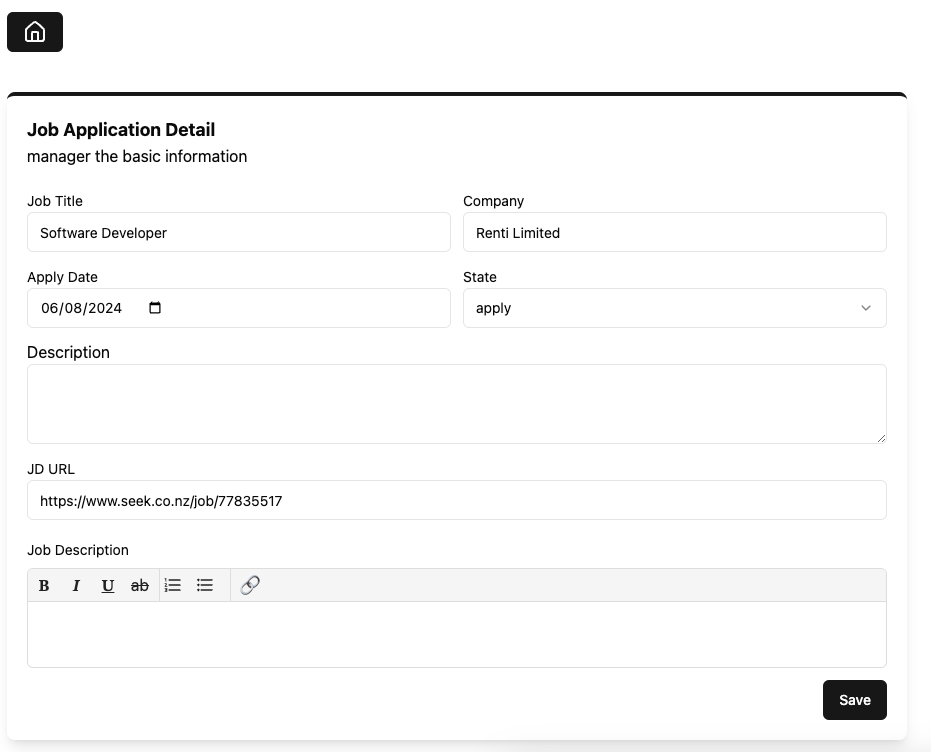 Job Application Detail
manager the basic information
Job Title
Company
Software Developer
Renti Limited
Apply Date
State
06/08/2024
apply
Description
JD URL
https://www.seek.co.nz/job/77835517
Job Description
B I U ab
Save